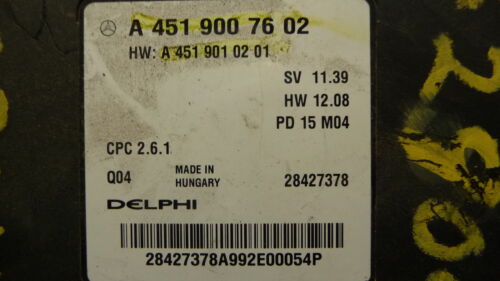 A 451 900 76 02
HW: A 451 901 02 01
SV 11.39
HW 12.08
PD 15 M04
CPC 2.6.1
Q04
MADE IN
HUNGARY
28427378
DELPHI
28427378A992E00054P